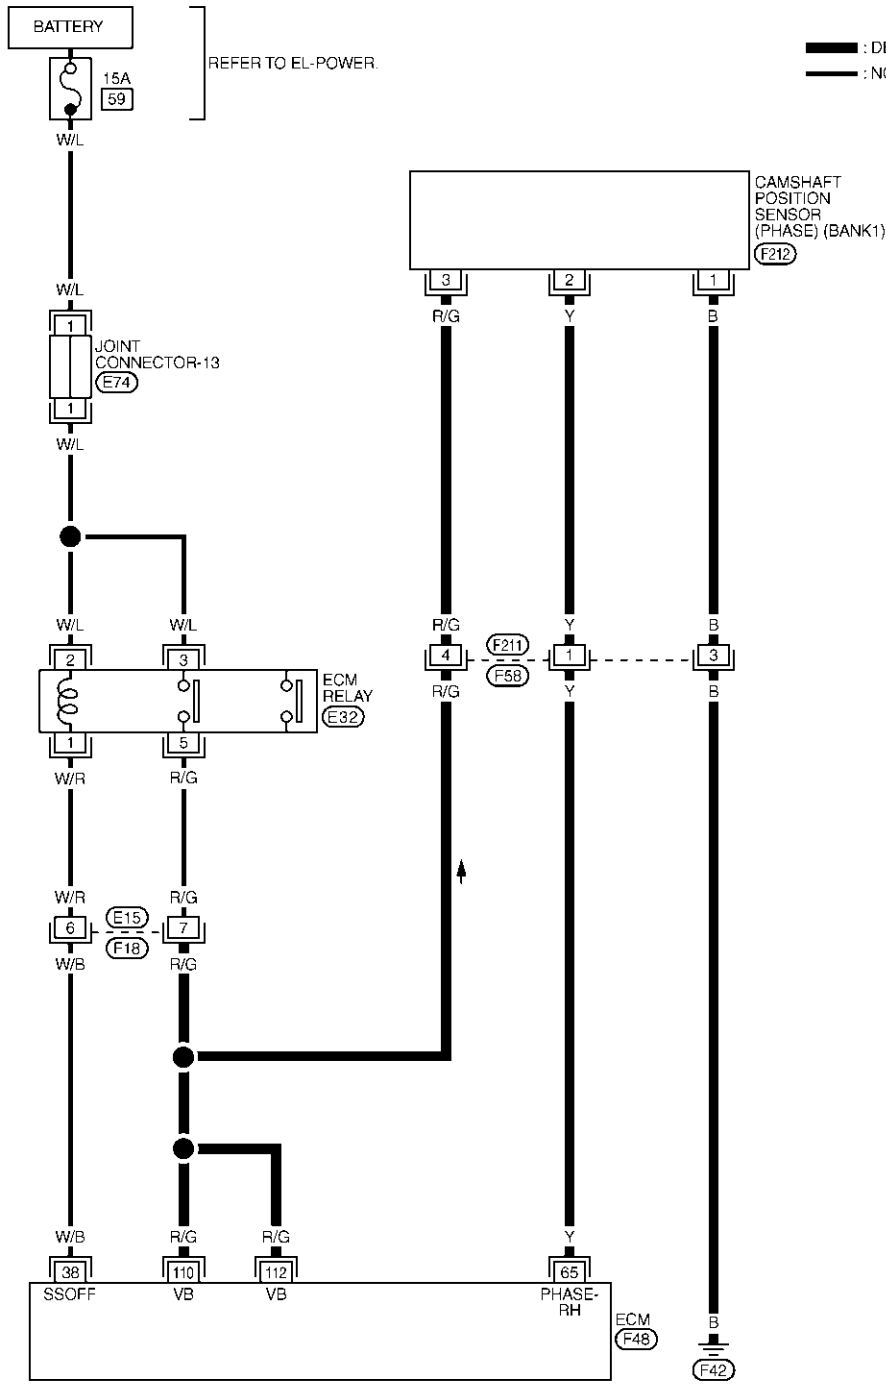 BATTERY
REFER TO EL-POWER.
15A
59
W/L
: DE
: NO
CAMSHAFT
POSITION
SENSOR
(PHASE) (BANK1)
F212
3 2 1
R/G Y B
W/L
1
JOINT
CONNECTOR-13
E74
1
W/L
W/L W/L
R/G Y B
2 3
4 F211 1 3
F58
R/G Y B
ECM
RELAY
E32
1 5
W/R R/G
W/R R/G
6 E15 7
F18
W/B R/G
W/B R/G R/G Y
38 110 112 65
SSOFF VB VB PHASE-
RH
ECM
F48
B
F42